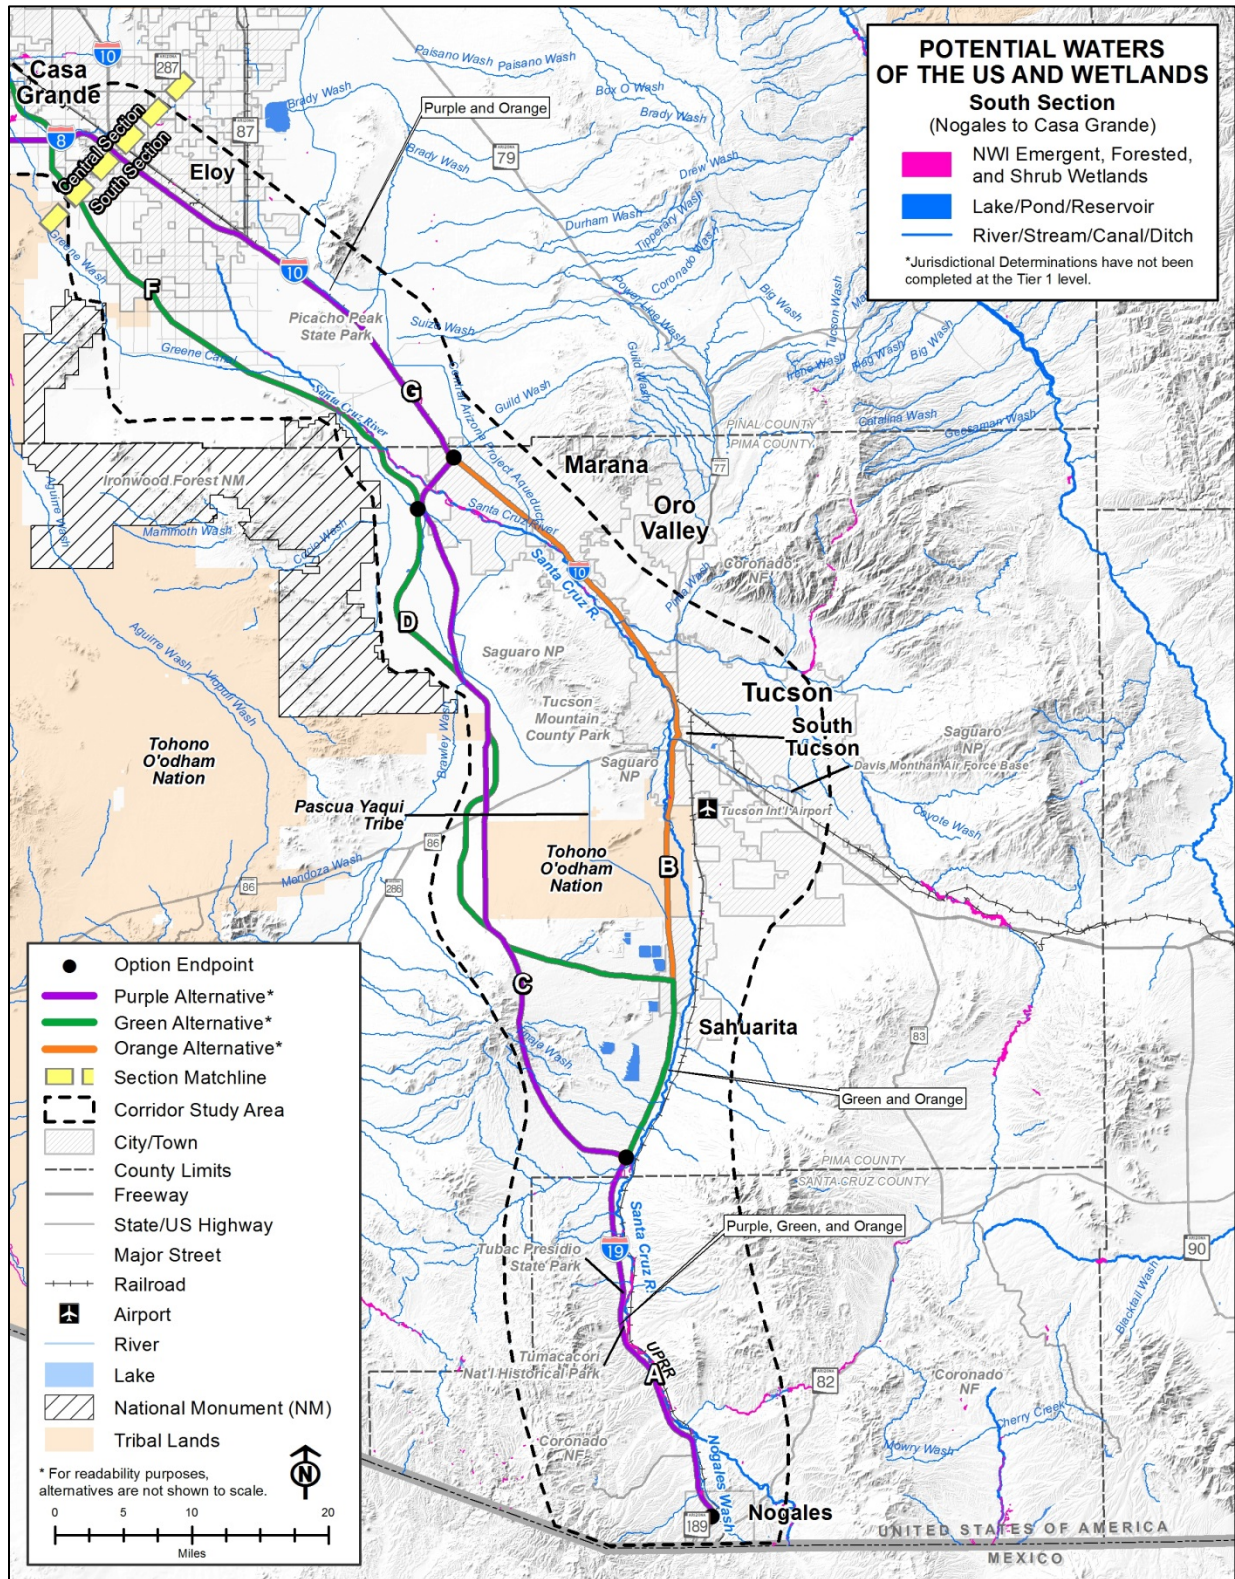 POTENTIAL WATERS
OF THE US AND WETLANDS
South Section
(Nogales to Casa Grande)
NWI Emergent, Forested,
and Shrub Wetlands
Lake/Pond/Reservoir
River/Stream/Canal/Ditch
*Jurisdictional Determinations have not been
completed at the Tier 1 level.
10
Casa
Grande
287
8
Central Section
South Section
87
Eloy
Brady Wash
Paisano Wash
Paisano Wash
Purple and Orange
Box O Wash
Brady Wash
Brady Wash
79
Drew Wash
Durham Wash
Tipperary Wash
Coronado Wash
Greene Wash
F
10
Picacho Peak
State Park
Suizo Wash
Power Line Wash
Big Wash
Tucson Wash
Guild Wash
Irene Wash
Hag Wash
Big Wash
Greene Canal
Santa Cruz River
G
Central Arizona Project Aqueduct
Guild Wash
Catalina Wash
Geesaman Wash
PINAL COUNTY
PIMA COUNTY
77
Marana
Oro
Valley
Ironwood Forest NM
Aguirre Wash
Mammoth Wash
Cocio Wash
Santa Cruz River
10
Santa Cruz R.
Pima Wash
Coronado
NF
D
Aguirre Wash
Viopuli Wash
Saguaro NP
Tucson
Mountain
County Park
Tucson
South
Tucson
Saguaro
NP
Davis Monthan Air Force Base
Tohono
O'odham
Nation
Brawley Wash
Saguaro
NP
Pascua Yaqui
Tribe
Tucson Int'l Airport
Coyote Wash
86
86
Mendoza Wash
286
Tohono
O'odham
Nation
B
C
Sahuarita
83
Green and Orange
PIMA COUNTY
SANTA CRUZ COUNTY
Santa Cruz R.
Purple, Green, and Orange
19
Tubac Presidio
State Park
90
Blacktail Wash
UPRR
Tumacacori
Nat'l Historical Park
A
82
Coronado
NF
Cherry Creek
Mowry Wash
Coronado
NF
Nogales Wash
189
Nogales
UNITED STATES OF AMERICA
MEXICO
Option Endpoint
Purple Alternative*
Green Alternative*
Orange Alternative*
Section Matchline
Corridor Study Area
City/Town
County Limits
Freeway
State/US Highway
Major Street
Railroad
Airport
River
Lake
National Monument (NM)
Tribal Lands
* For readability purposes,
alternatives are not shown to scale.
N
0 5 10 20
Miles